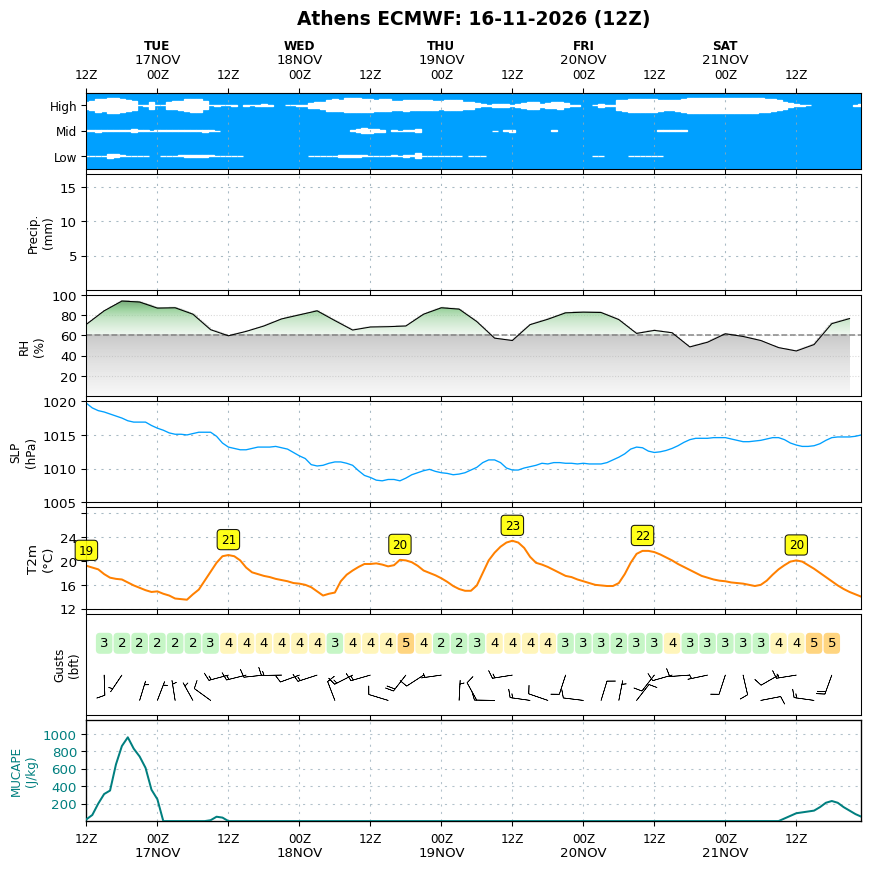 Athens ECMWF: 16-11-2026 (12Z)
TUE WED THU FRI SAT
17NOV 18NOV 19NOV 20NOV 21NOV
12Z 00Z 12Z 00Z 12Z 00Z 12Z 00Z 12Z 00Z 12Z
High
Mid
Low
Precip.
(mm)
15
10
5
RH
(%)
100
80
60
40
20
SLP
(hPa)
1020
1015
1010
1005
T2m
(°C)
24
20
16
12
19 21 20 23 22 20
Gusts
(bft)
3 2 2 2 2 2 3 4 4 4 4 4 4 3 4 4 4 5 4 2 2 3 4 4 4 4 3 3 3 2 3 3 4 3 3 3 3 3 4 4 5 5
MUCAPE
(J/kg)
1000
800
600
400
200
12Z 00Z 12Z 00Z 12Z 00Z 12Z 00Z 12Z 00Z 12Z
17NOV 18NOV 19NOV 20NOV 21NOV